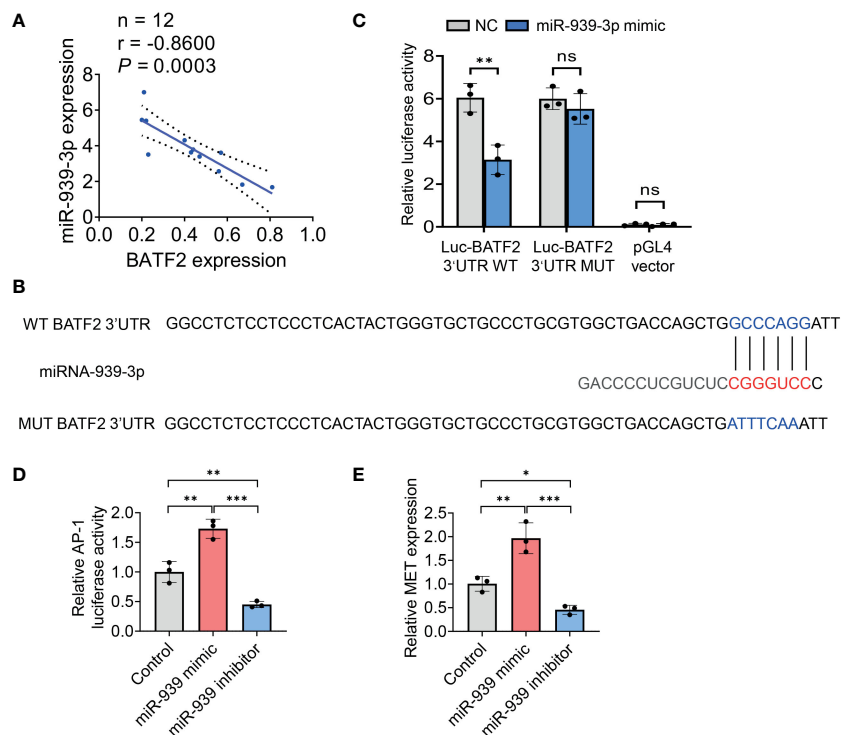 A
n = 12
r = -0.8600
P = 0.0003
miR-939-3p expression
8
6
4
2
0
0.0 0.2 0.4 0.6 0.8 1.0
BATF2 expression
C
NC miR-939-3p mimic
Relative luciferase activity
8
6
4
2
0
** ns ns
Luc-BATF2 3'UTR WT
Luc-BATF2 3'UTR MUT
pGL4 vector
B
WT BATF2 3'UTR GGCCTCTCCTCCCTCACTACTGGGTGCTGCCCTGCGTGGCTGACCAGCTGGCCCAGGATT
miRNA-939-3p GACCCCUCGUCUCCGGGUCCC
MUT BATF2 3'UTR GGCCTCTCCTCCCTCACTACTGGGTGCTGCCCTGCGTGGCTGACCAGCTGATTTCAAATT
D
Relative AP-1
luciferase activity
2.0
1.5
1.0
0.5
0.0
**
** ***
Control
miR-939 mimic
miR-939 inhibitor
E
Relative MET expression
2.5
2.0
1.5
1.0
0.5
0.0
*
** ***
Control
miR-939 mimic
miR-939 inhibitor